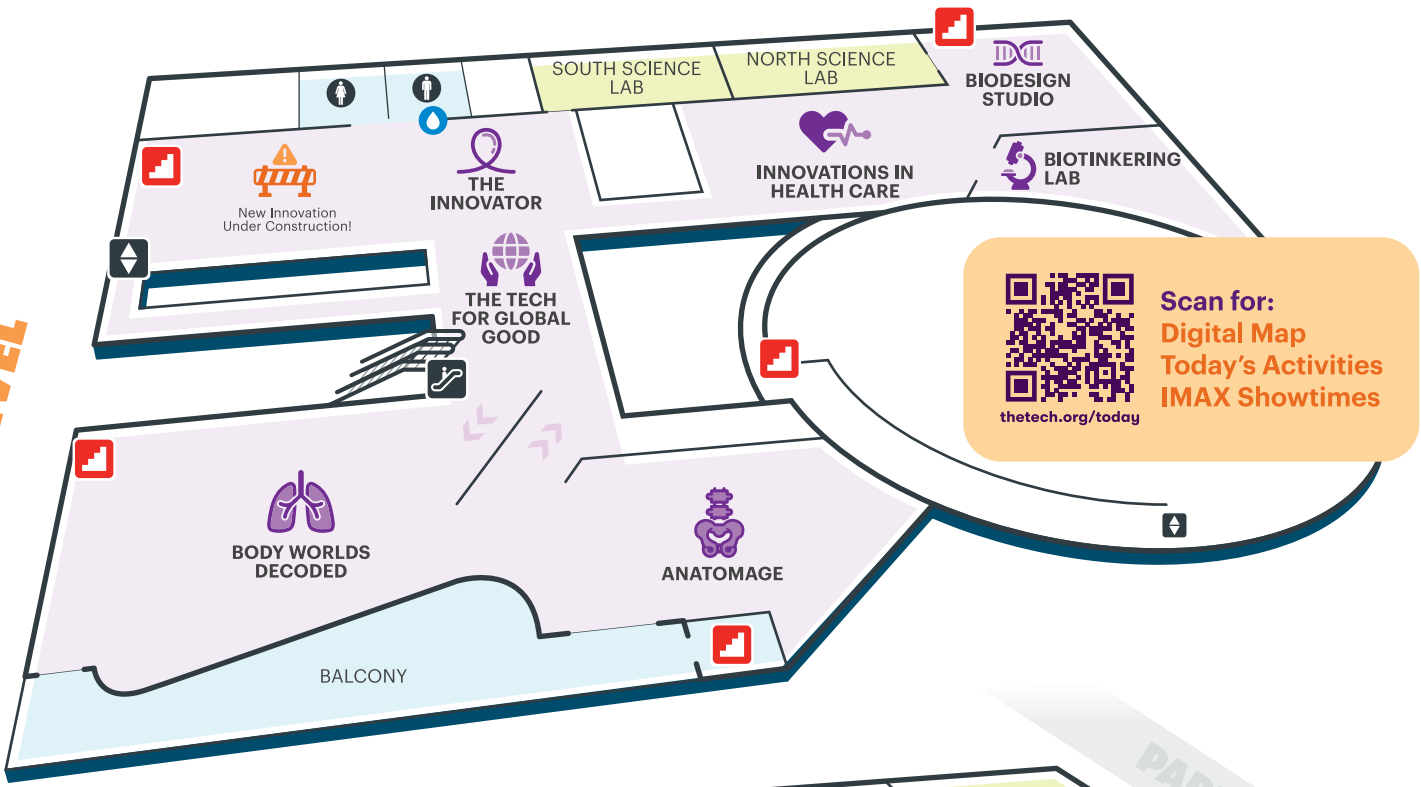 SOUTH SCIENCE
LAB
NORTH SCIENCE
LAB
BIODESIGN
STUDIO
THE
INNOVATOR
INNOVATIONS IN
HEALTH CARE
BIOTINKERING
LAB
New Innovation
Under Construction!
THE TECH
FOR GLOBAL
GOOD
Scan for:
Digital Map
Today's Activities
IMAX Showtimes
thetech.org/today
BODY WORLDS
DECODED
ANATOMAGE
BALCONY